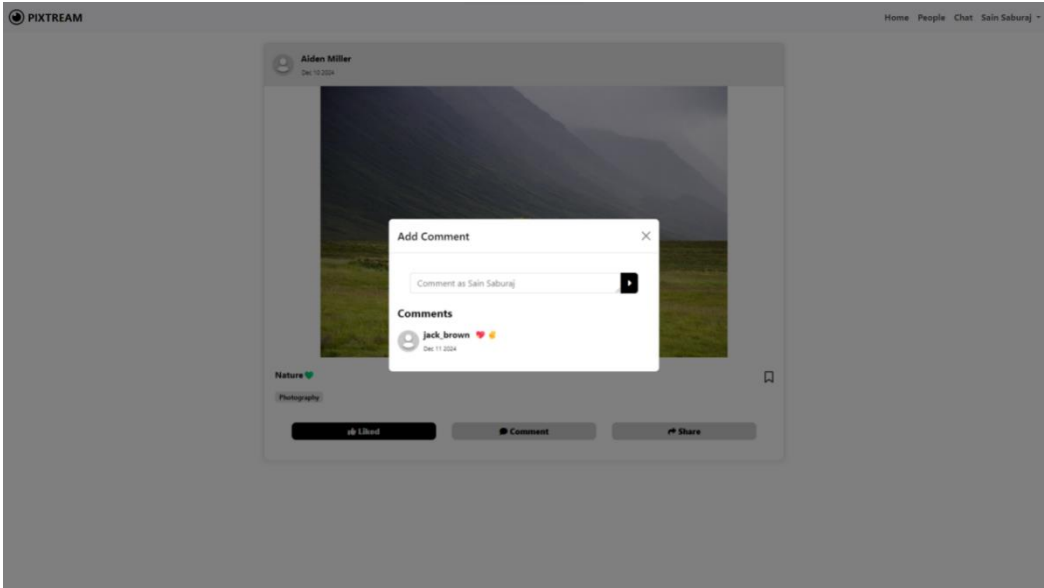 PIXTREAM
Home People Chat Sain Saburaj
Aiden Miller
Dec 10 2024
Add Comment
Comment as Sain Saburaj
Comments
jack_brown 💖 ✌
Dec 11 2024
Nature💚
Photography
Liked Comment Share